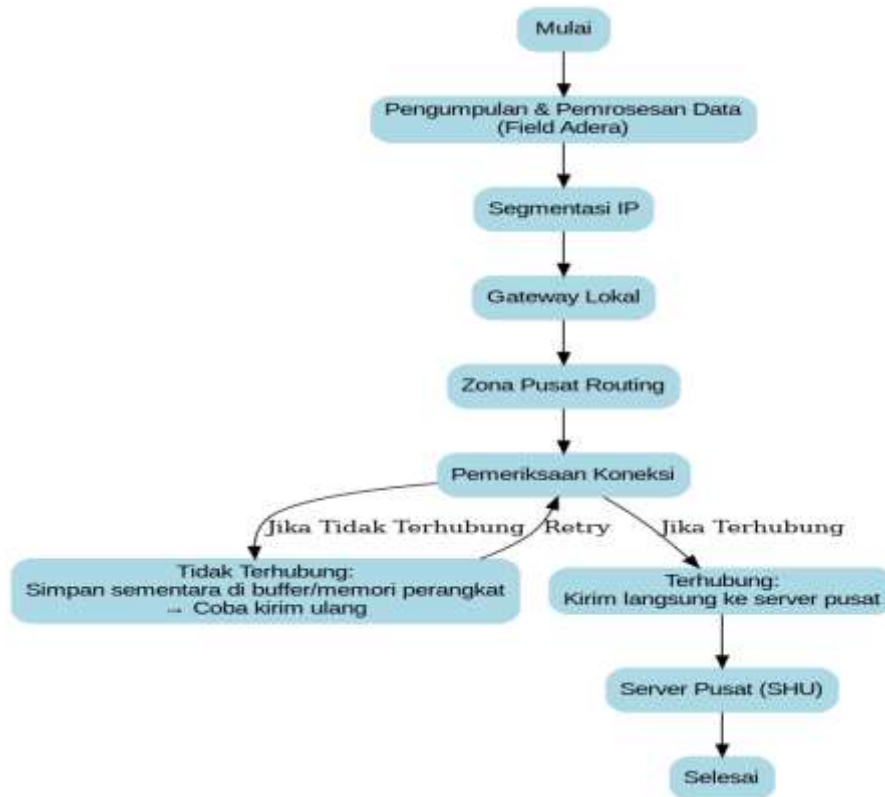 Mulai
Pengumpulan & Pemrosesan Data
(Field Adera)
Segmentasi IP
Gateway Lokal
Zona Pusat Routing
Pemeriksaan Koneksi
Jika Tidak Terhubung
Retry
Jika Terhubung
Tidak Terhubung:
Simpan sementara di buffer/memori perangkat
→ Coba kirim ulang
Terhubung:
Kirim langsung ke server pusat
Server Pusat (SHU)
Selesai